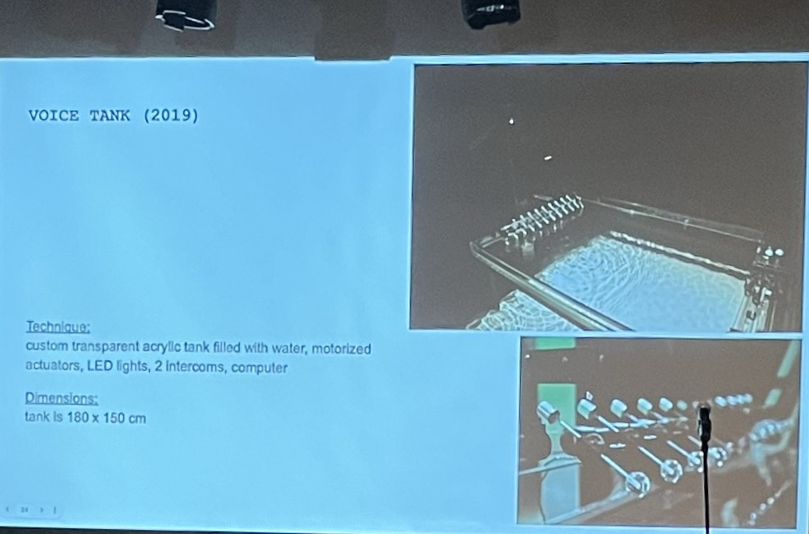 VOICE TANK (2019)
Technique:
custom transparent acrylic tank filled with water, motorized
actuators, LED lights, 2 intercoms, computer
Dimensions:
tank is 180 x 150 cm